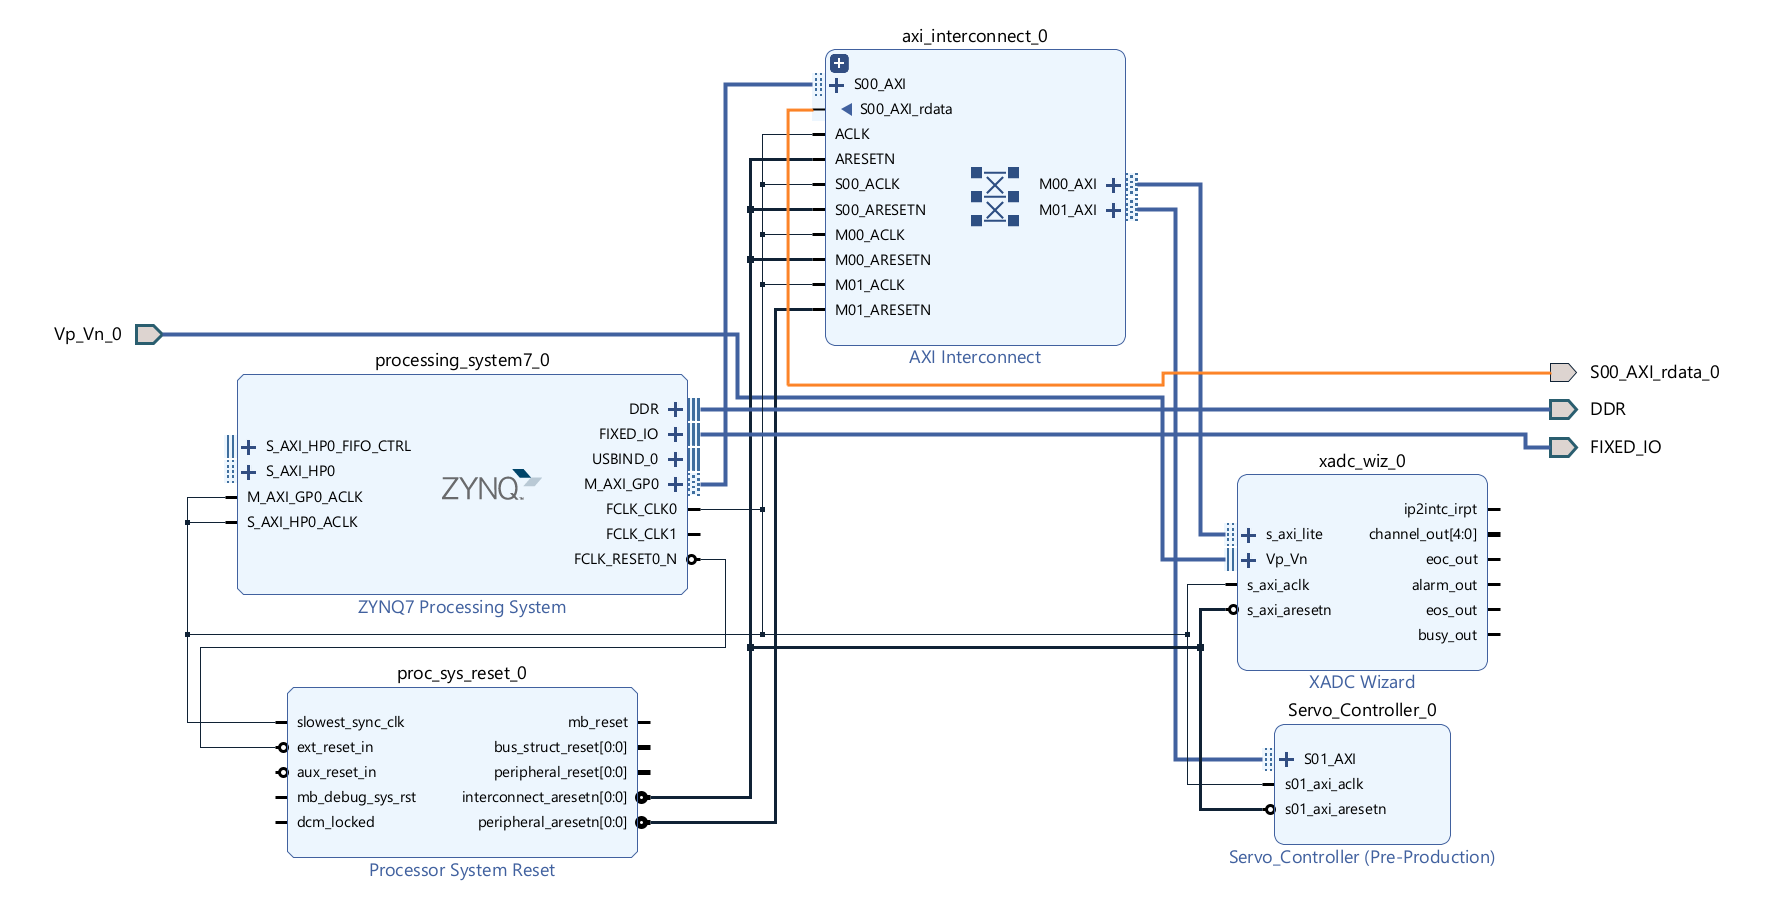 axi_interconnect_0
S00_AXI
S00_AXI_rdata
ACLK
ARESETN
S00_ACLK
S00_ARESETN
M00_ACLK
M00_ARESETN
M01_ACLK
M01_ARESETN
M00_AXI
M01_AXI
AXI Interconnect
Vp_Vn_0
processing_system7_0
S_AXI_HP0_FIFO_CTRL
S_AXI_HP0
M_AXI_GP0_ACLK
S_AXI_HP0_ACLK
ZYNQ
DDR
FIXED_IO
USBIND_0
M_AXI_GP0
FCLK_CLK0
FCLK_CLK1
FCLK_RESET0_N
ZYNQ7 Processing System
S00_AXI_rdata_0
DDR
FIXED_IO
xadc_wiz_0
s_axi_lite
Vp_Vn
s_axi_aclk
s_axi_aresetn
ip2intc_irpt
channel_out[4:0]
eoc_out
alarm_out
eos_out
busy_out
XADC Wizard
proc_sys_reset_0
slowest_sync_clk
ext_reset_in
aux_reset_in
mb_debug_sys_rst
dcm_locked
mb_reset
bus_struct_reset[0:0]
peripheral_reset[0:0]
interconnect_aresetn[0:0]
peripheral_aresetn[0:0]
Processor System Reset
Servo_Controller_0
S01_AXI
s01_axi_aclk
s01_axi_aresetn
Servo_Controller (Pre-Production)